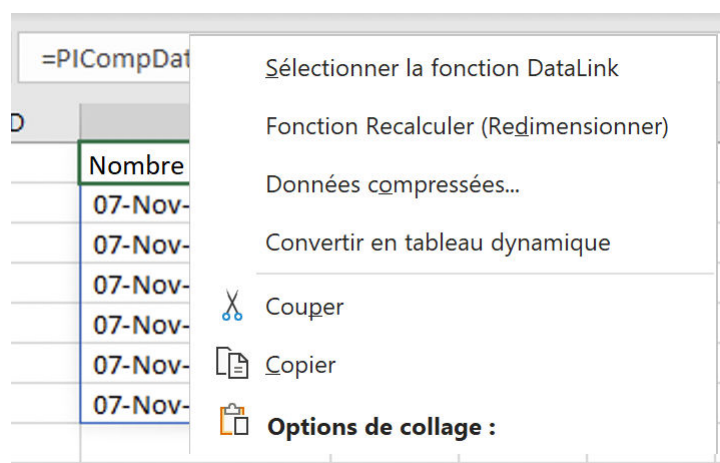 =PICompDat
D
Sélectionner la fonction DataLink
Fonction Recalculer (Redimensionner)
Données compressées...
Convertir en tableau dynamique
Couper
Copier
Options de collage :
Nombre
07-Nov-
07-Nov-
07-Nov-
07-Nov-
07-Nov-
07-Nov-